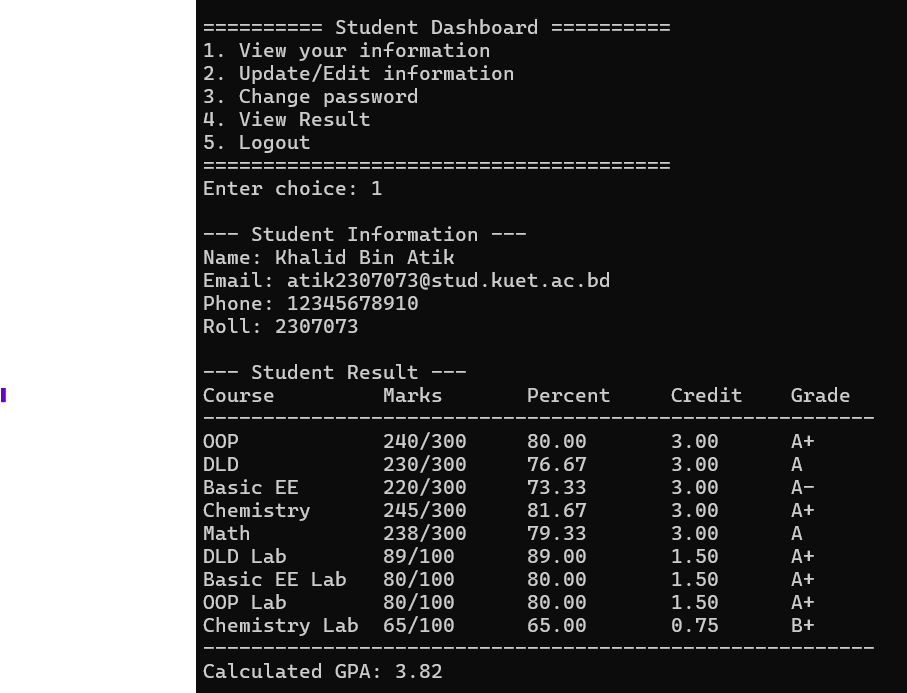 ========== Student Dashboard ==========
1. View your information
2. Update/Edit information
3. Change password
4. View Result
5. Logout
=======================================
Enter choice: 1

--- Student Information ---
Name: Khalid Bin Atik
Email: atik2307073@stud.kuet.ac.bd
Phone: 12345678910
Roll: 2307073

--- Student Result ---
Course         Marks       Percent     Credit    Grade
--------------------------------------------------------
OOP            240/300     80.00       3.00      A+
DLD            230/300     76.67       3.00      A
Basic EE       220/300     73.33       3.00      A-
Chemistry      245/300     81.67       3.00      A+
Math           238/300     79.33       3.00      A
DLD Lab        89/100      89.00       1.50      A+
Basic EE Lab   80/100      80.00       1.50      A+
OOP Lab        80/100      80.00       1.50      A+
Chemistry Lab  65/100      65.00       0.75      B+
--------------------------------------------------------
Calculated GPA: 3.82